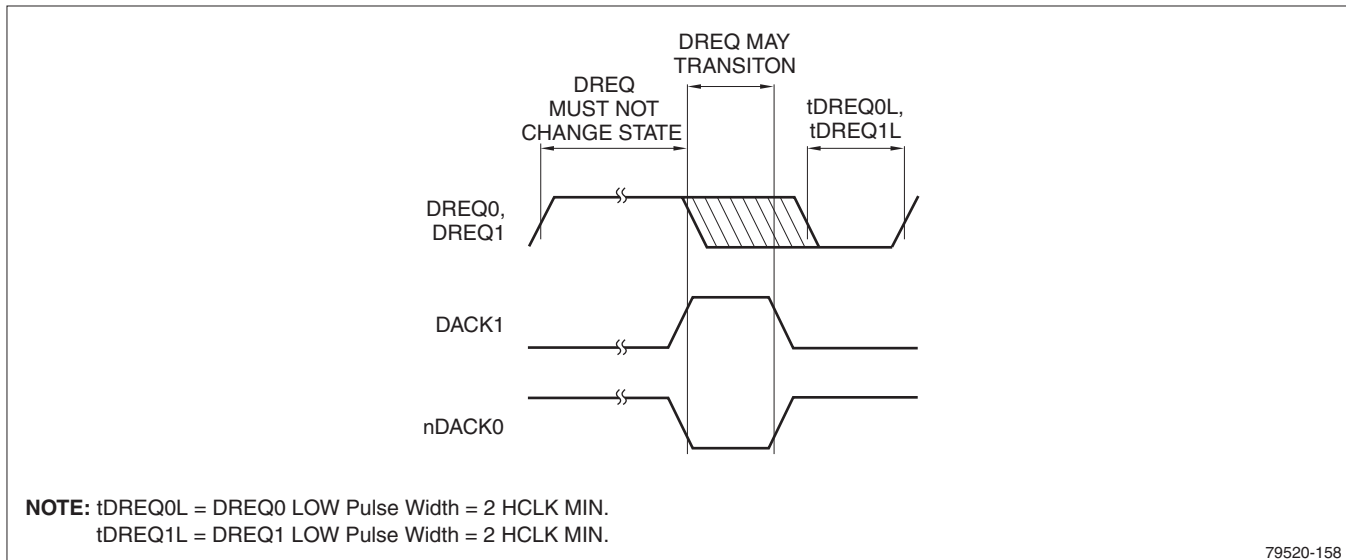 DREQ MAY
TRANSITON
DREQ
MUST NOT
CHANGE STATE
tDREQ0L,
tDREQ1L
DREQ0,
DREQ1
DACK1
nDACK0
NOTE: tDREQ0L = DREQ0 LOW Pulse Width = 2 HCLK MIN.
tDREQ1L = DREQ1 LOW Pulse Width = 2 HCLK MIN.
79520-158